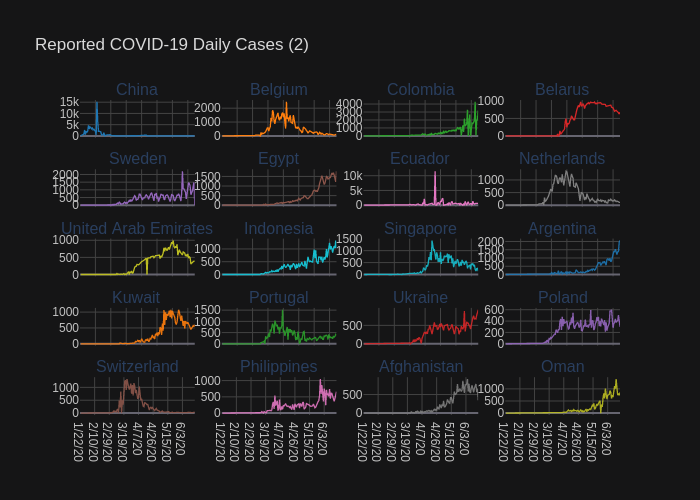 Reported COVID-19 Daily Cases (2)
China Belgium Colombia Belarus
15k 10k 5k 0
2000 1000 0
4000 3000 2000 1000 0
1000 500 0
Sweden Egypt Ecuador Netherlands
2000 1500 1000 500 0
1500 1000 500 0
10k 5k 0
1000 500 0
United Arab Emirates Indonesia Singapore Argentina
1000 500 0
1000 500 0
1500 1000 500 0
2000 1500 1000 500 0
Kuwait Portugal Ukraine Poland
1000 500 0
1500 1000 500 0
500 0
600 400 200 0
Switzerland Philippines Afghanistan Oman
1000 500 0
1000 500 0
500 0
1000 500 0
1/22/20 2/10/20 2/29/20 3/19/20 4/7/20 4/26/20 5/15/20 6/3/20
1/22/20 2/10/20 2/29/20 3/19/20 4/7/20 4/26/20 5/15/20 6/3/20
1/22/20 2/10/20 2/29/20 3/19/20 4/7/20 4/26/20 5/15/20 6/3/20
1/22/20 2/10/20 2/29/20 3/19/20 4/7/20 4/26/20 5/15/20 6/3/20